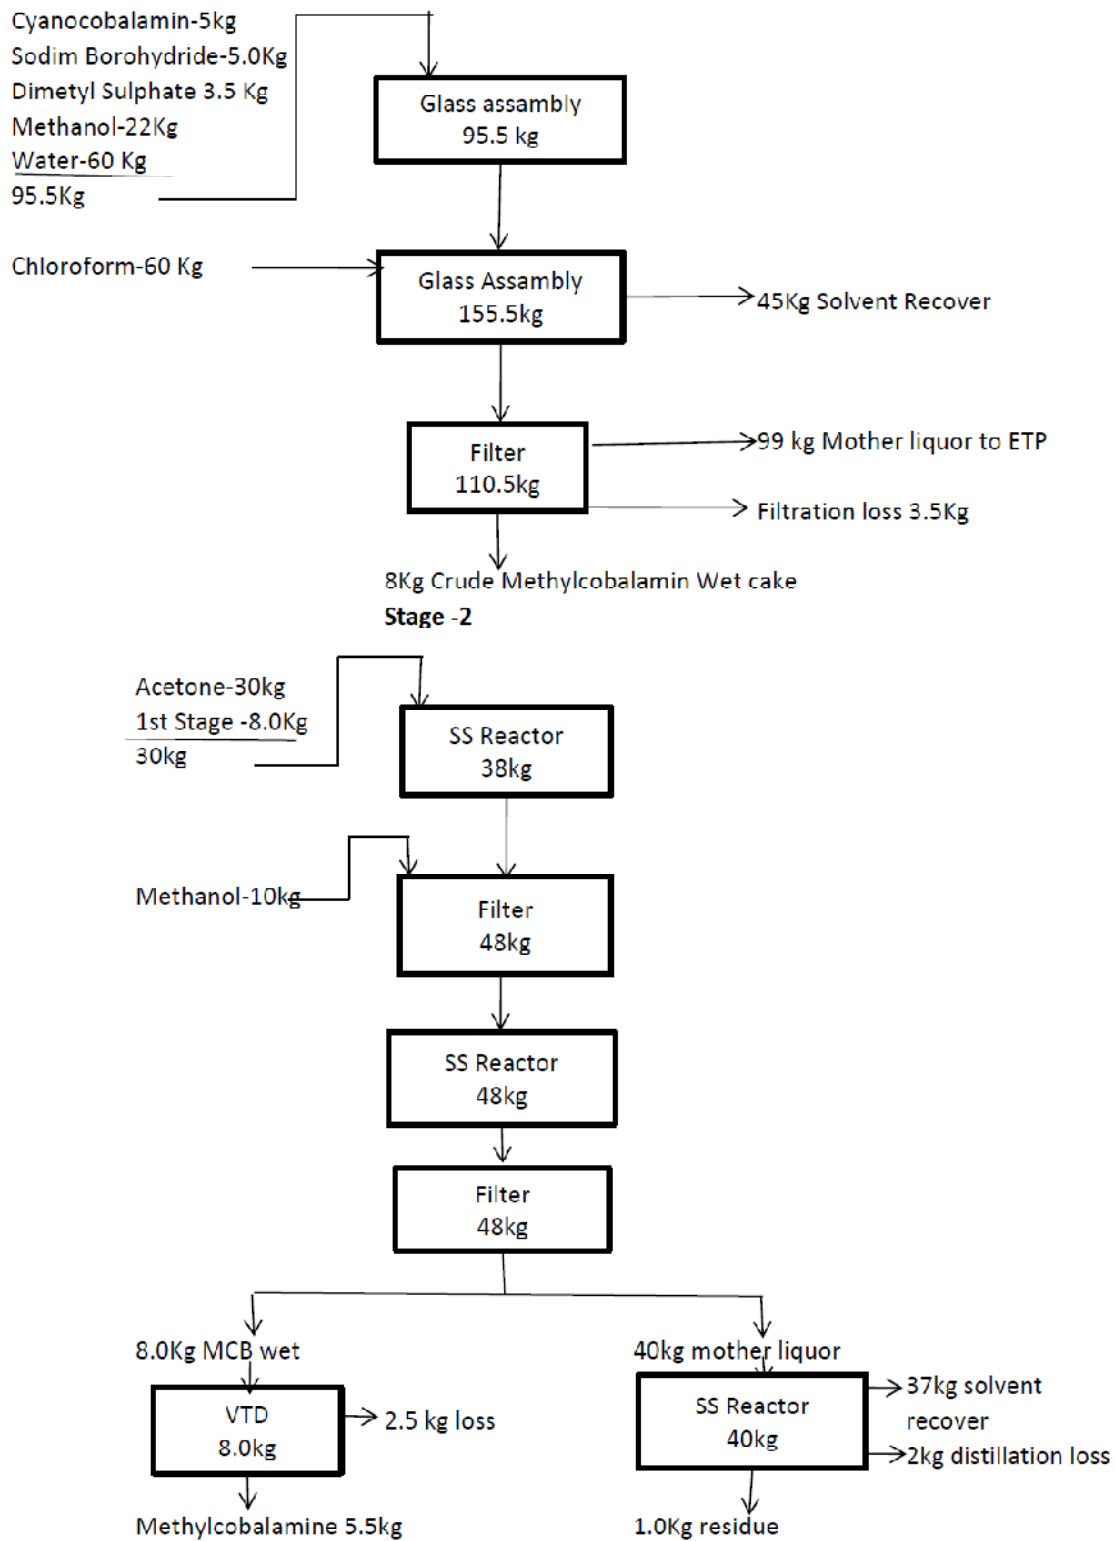 Cyanocobalamin-5kg
Sodim Borohydride-5.0Kg
Dimetyl Sulphate 3.5 Kg
Methanol-22Kg
Water-60 Kg
95.5Kg
Glass assambly
95.5 kg
Chloroform-60 Kg
Glass Assambly
155.5kg
45Kg Solvent Recover
Filter
110.5kg
99 kg Mother liquor to ETP
Filtration loss 3.5Kg
8Kg Crude Methylcobalamin Wet cake
Stage -2
Acetone-30kg
1st Stage -8.0Kg
30kg
SS Reactor
38kg
Methanol-10kg
Filter
48kg
SS Reactor
48kg
Filter
48kg
8.0Kg MCB wet
40kg mother liquor
VTD
8.0kg
2.5 kg loss
SS Reactor
40kg
37kg solvent
recover
2kg distillation loss
Methylcobalamine 5.5kg
1.0Kg residue